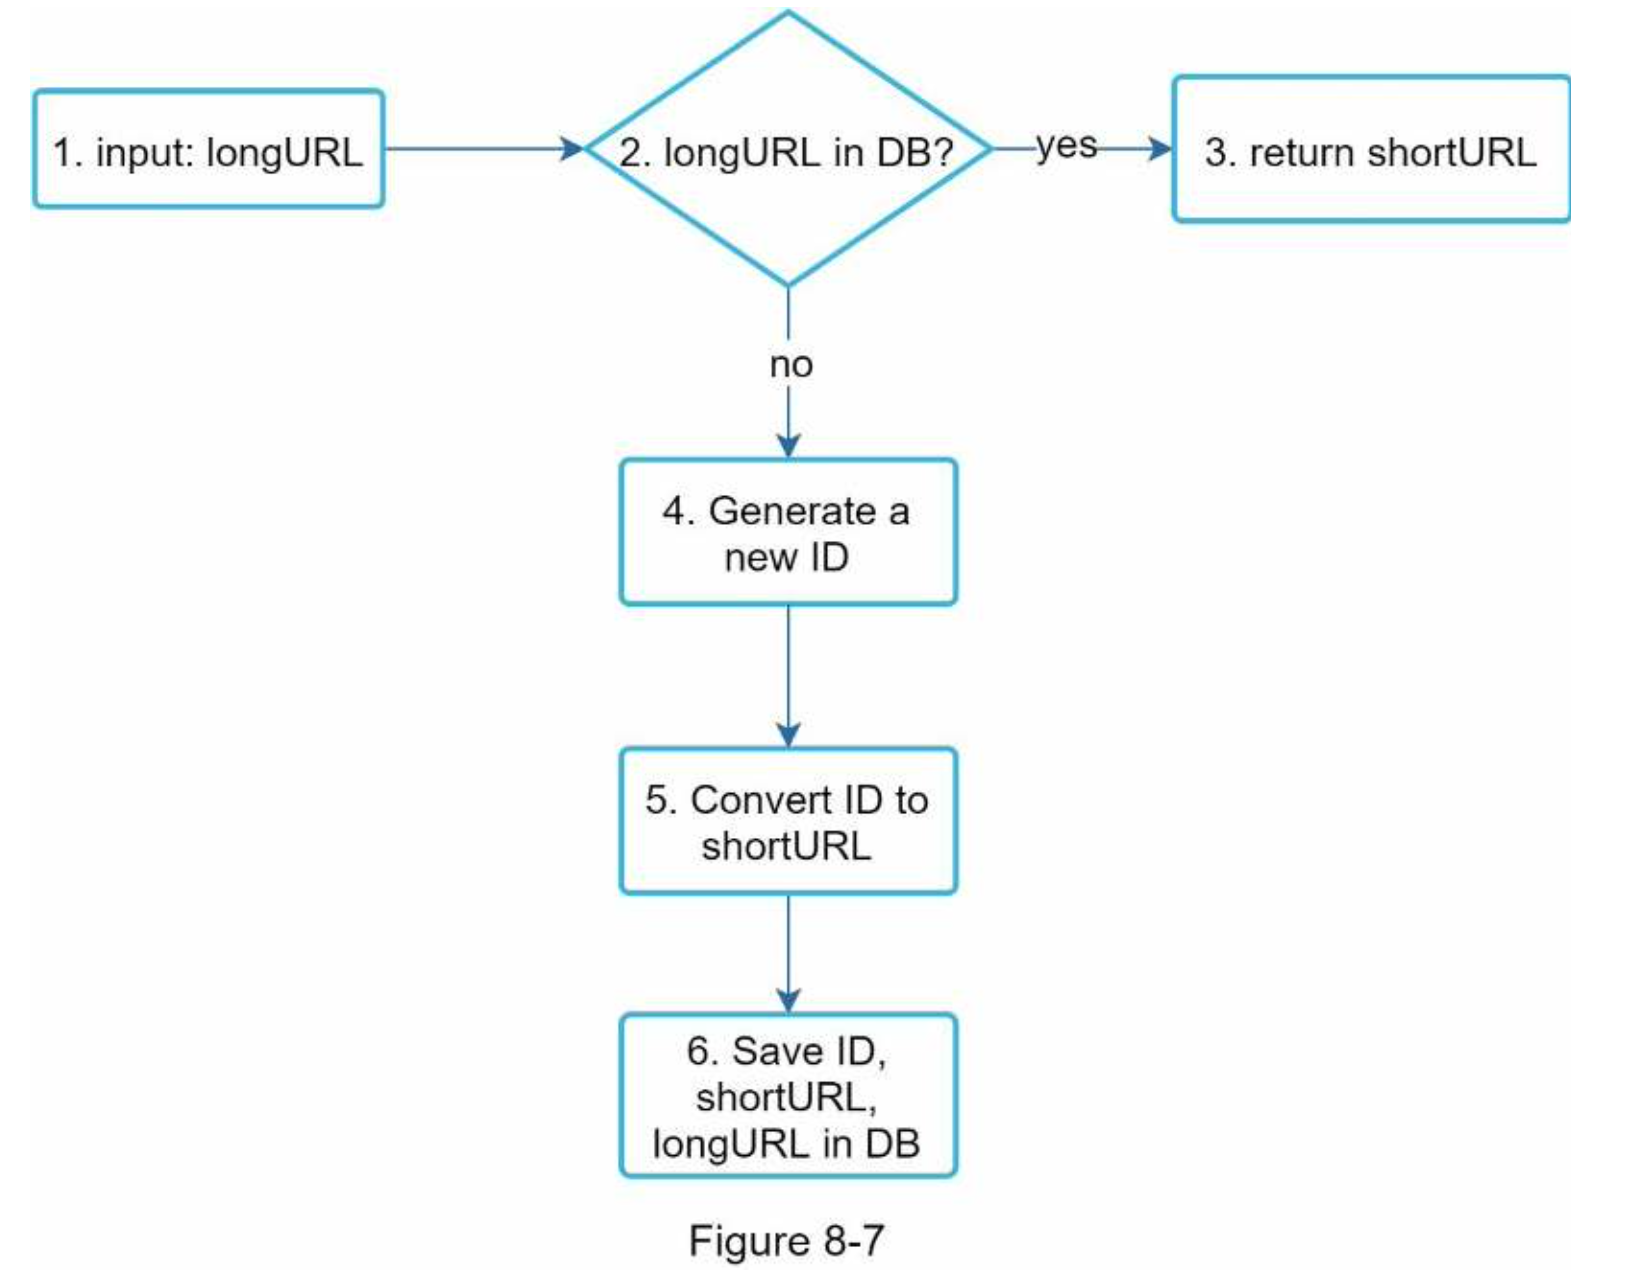 1. input: longURL
2. longURL in DB?
yes
3. return shortURL
no
4. Generate a
new ID
5. Convert ID to
shortURL
6. Save ID,
shortURL,
longURL in DB
Figure 8-7